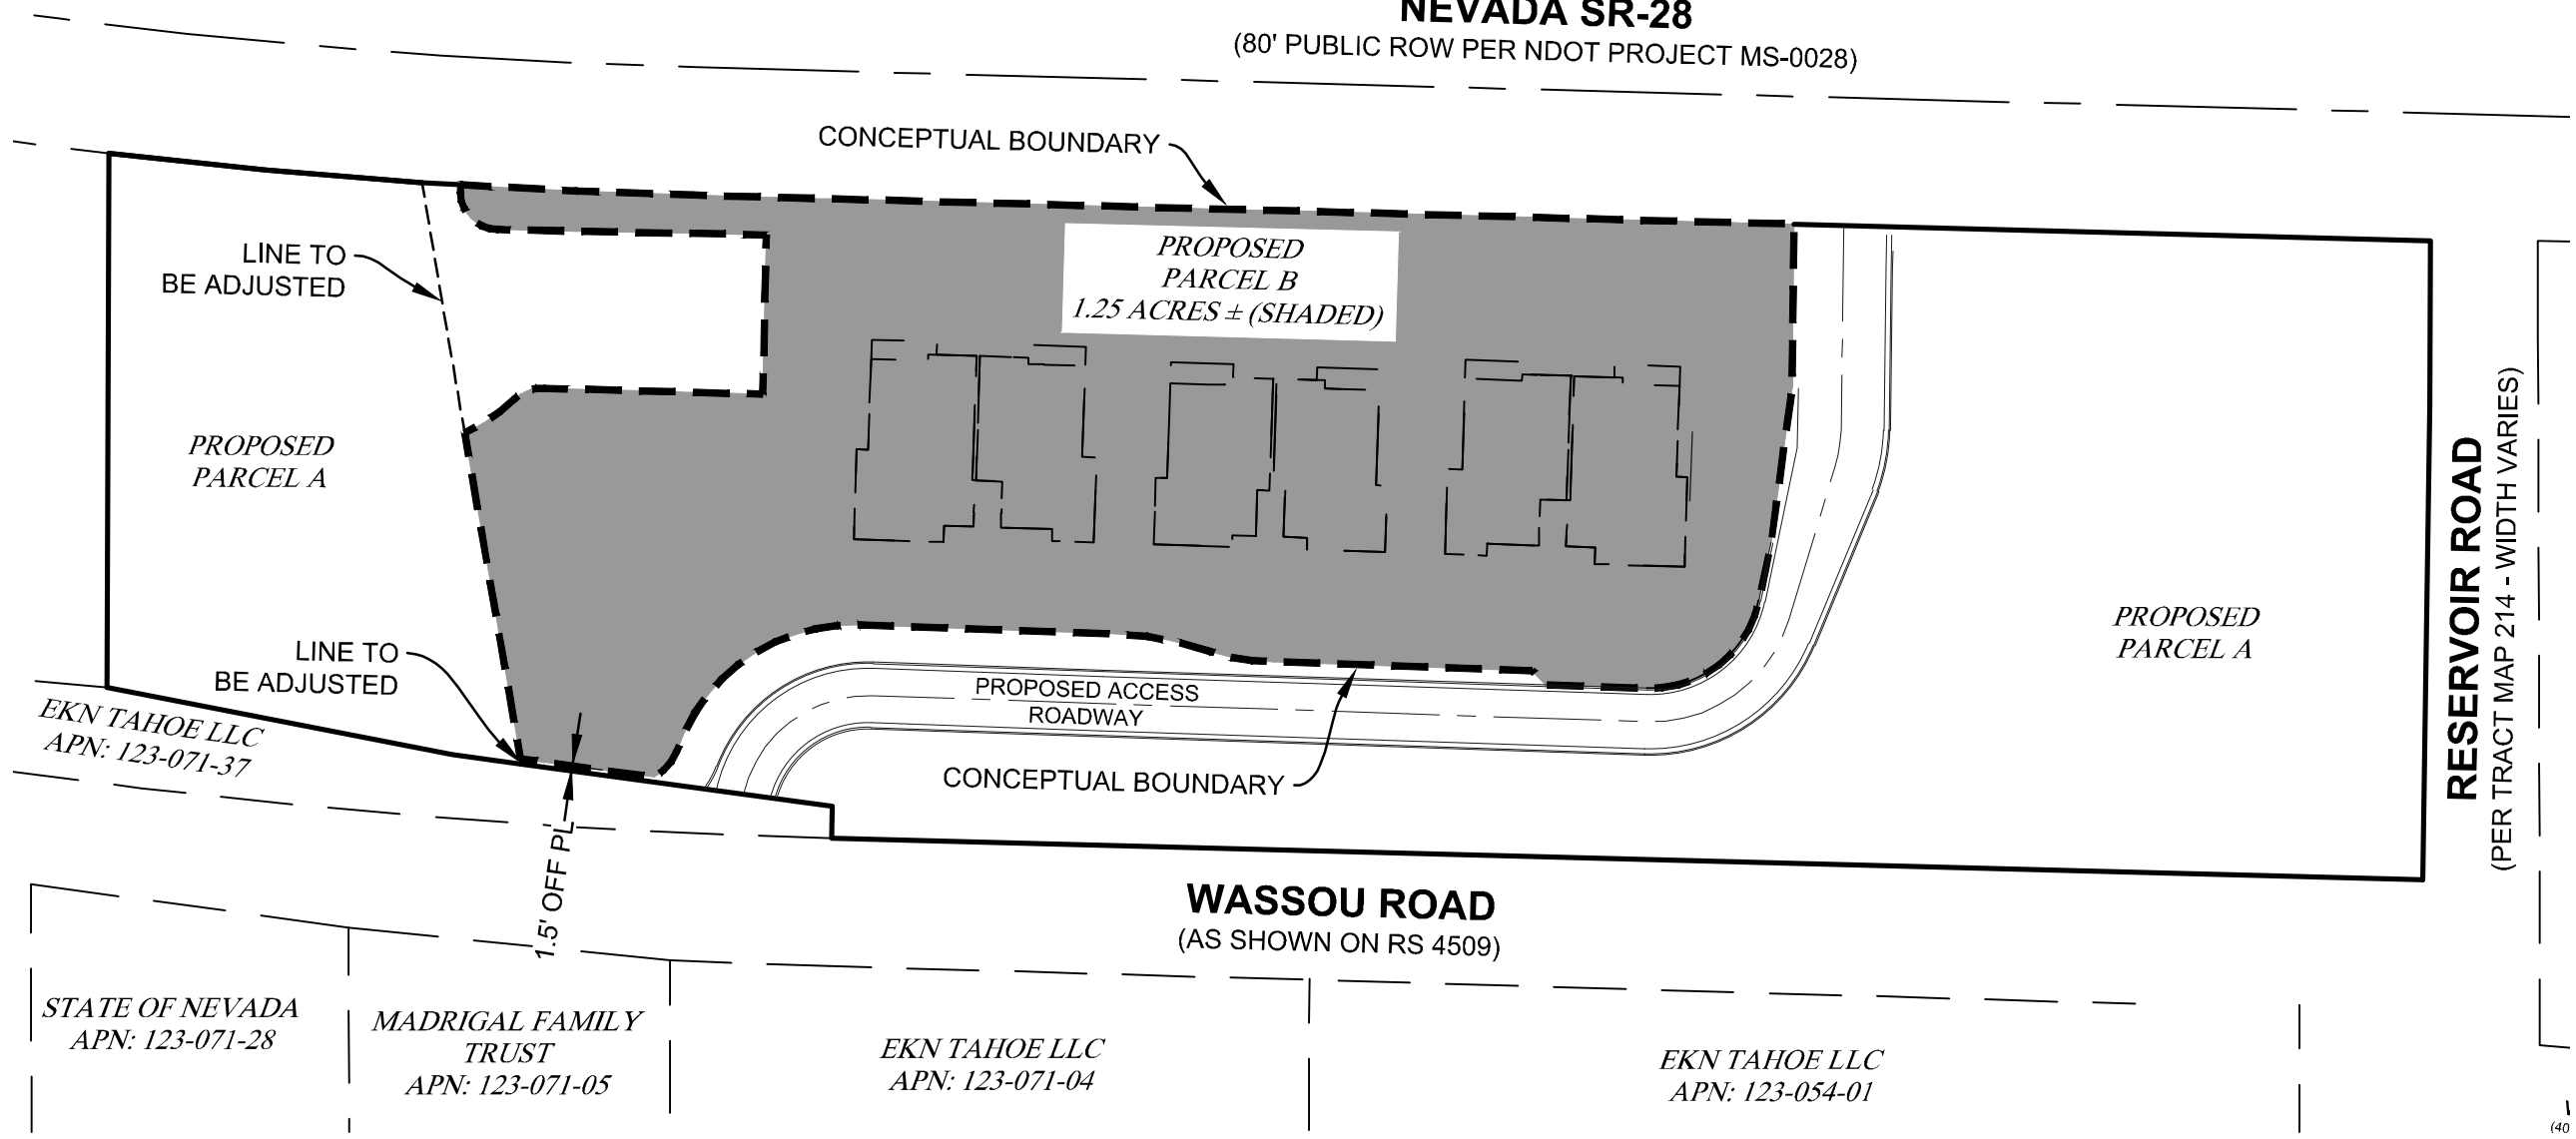 NEVADA SR-28
(80' PUBLIC ROW PER NDOT PROJECT MS-0028)
CONCEPTUAL BOUNDARY
LINE TO
BE ADJUSTED
PROPOSED
PARCEL B
1.25 ACRES ± (SHADED)
PROPOSED
PARCEL A
RESERVOIR ROAD
(PER TRACT MAP 214 - WIDTH VARIES)
PROPOSED
PARCEL A
LINE TO
BE ADJUSTED
PROPOSED ACCESS
ROADWAY
EKN TAHOE LLC
APN: 123-071-37
CONCEPTUAL BOUNDARY
1.5' OFF PL
WASSOU ROAD
(AS SHOWN ON RS 4509)
STATE OF NEVADA
APN: 123-071-28
MADRIGAL FAMILY
TRUST
APN: 123-071-05
EKN TAHOE LLC
APN: 123-071-04
EKN TAHOE LLC
APN: 123-054-01
(40